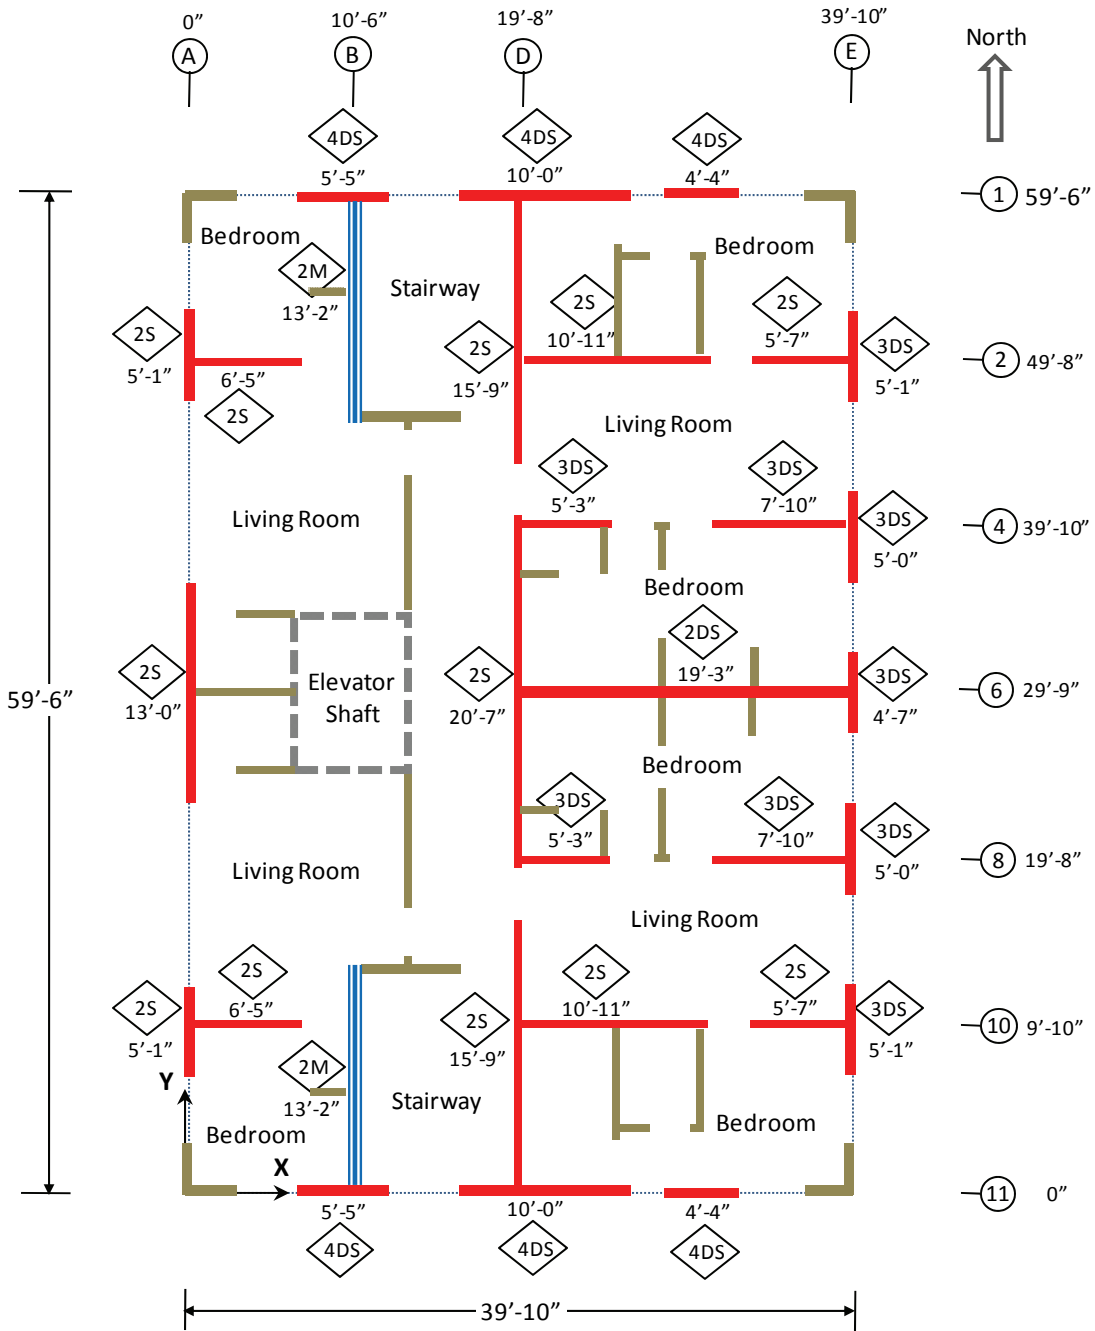 0”
10’-6”
19’-8”
39’-10”
A
B
D
E
North
4DS
4DS
4DS
5’-5”
10’-0”
4’-4”
1
59’-6”
Bedroom
Bedroom
2M
13’-2”
Stairway
2S
10’-11”
2S
5’-7”
2S
5’-1”
6’-5”
2S
2S
15’-9”
3DS
5’-1”
2
49’-8”
Living Room
3DS
5’-3”
3DS
7’-10”
Living Room
3DS
5’-0”
4
39’-10”
Bedroom
2DS
19’-3”
2S
13’-0”
Elevator
Shaft
2S
20’-7”
3DS
4’-7”
6
29’-9”
59’-6”
Bedroom
3DS
5’-3”
3DS
7’-10”
3DS
5’-0”
8
19’-8”
Living Room
Living Room
2S
6’-5”
2S
10’-11”
2S
5’-7”
2S
5’-1”
2S
15’-9”
3DS
5’-1”
10
9’-10”
2M
13’-2”
Y
Stairway
Bedroom
Bedroom
X
5’-5”
10’-0”
4’-4”
11
0”
4DS
4DS
4DS
39’-10”